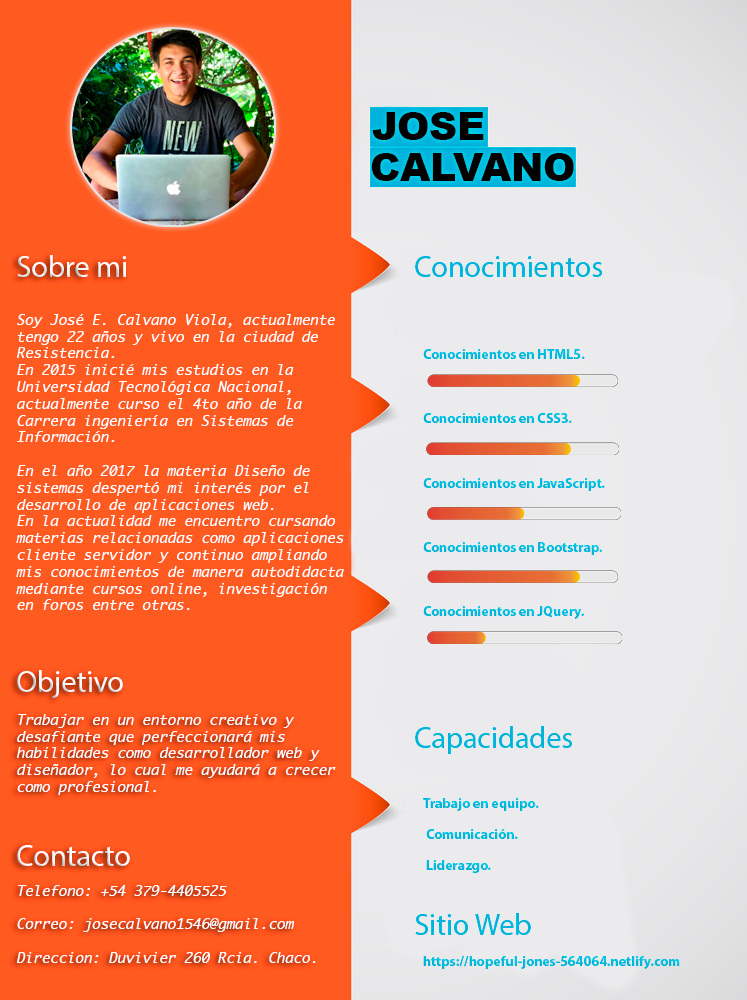 NEW
JOSE
CALVANO
Sobre mi
Soy José E. Calvano Viola, actualmente
tengo 22 años y vivo en la ciudad de
Resistencia.
En 2015 inicié mis estudios en la
Universidad Tecnológica Nacional,
actualmente curso el 4to año de la
Carrera ingeniería en Sistemas de
Información.
En el año 2017 la materia Diseño de
sistemas despertó mi interés por el
desarrollo de aplicaciones web.
En la actualidad me encuentro cursando
materias relacionadas como aplicaciones
cliente servidor y continuo ampliando
mis conocimientos de manera autodidacta
mediante cursos online, investigación
en foros entre otras.
Objetivo
Trabajar en un entorno creativo y
desafiante que perfeccionará mis
habilidades como desarrollador web y
diseñador, lo cual me ayudará a crecer
como profesional.
Contacto
Telefono: +54 379-4405525
Correo: josecalvano1546@gmail.com
Direccion: Duvivier 260 Rcia. Chaco.
Conocimientos
Conocimientos en HTML5.
Conocimientos en CSS3.
Conocimientos en JavaScript.
Conocimientos en Bootstrap.
Conocimientos en JQuery.
Capacidades
Trabajo en equipo.
Comunicación.
Liderazgo.
Sitio Web
https://hopeful-jones-564064.netlify.com